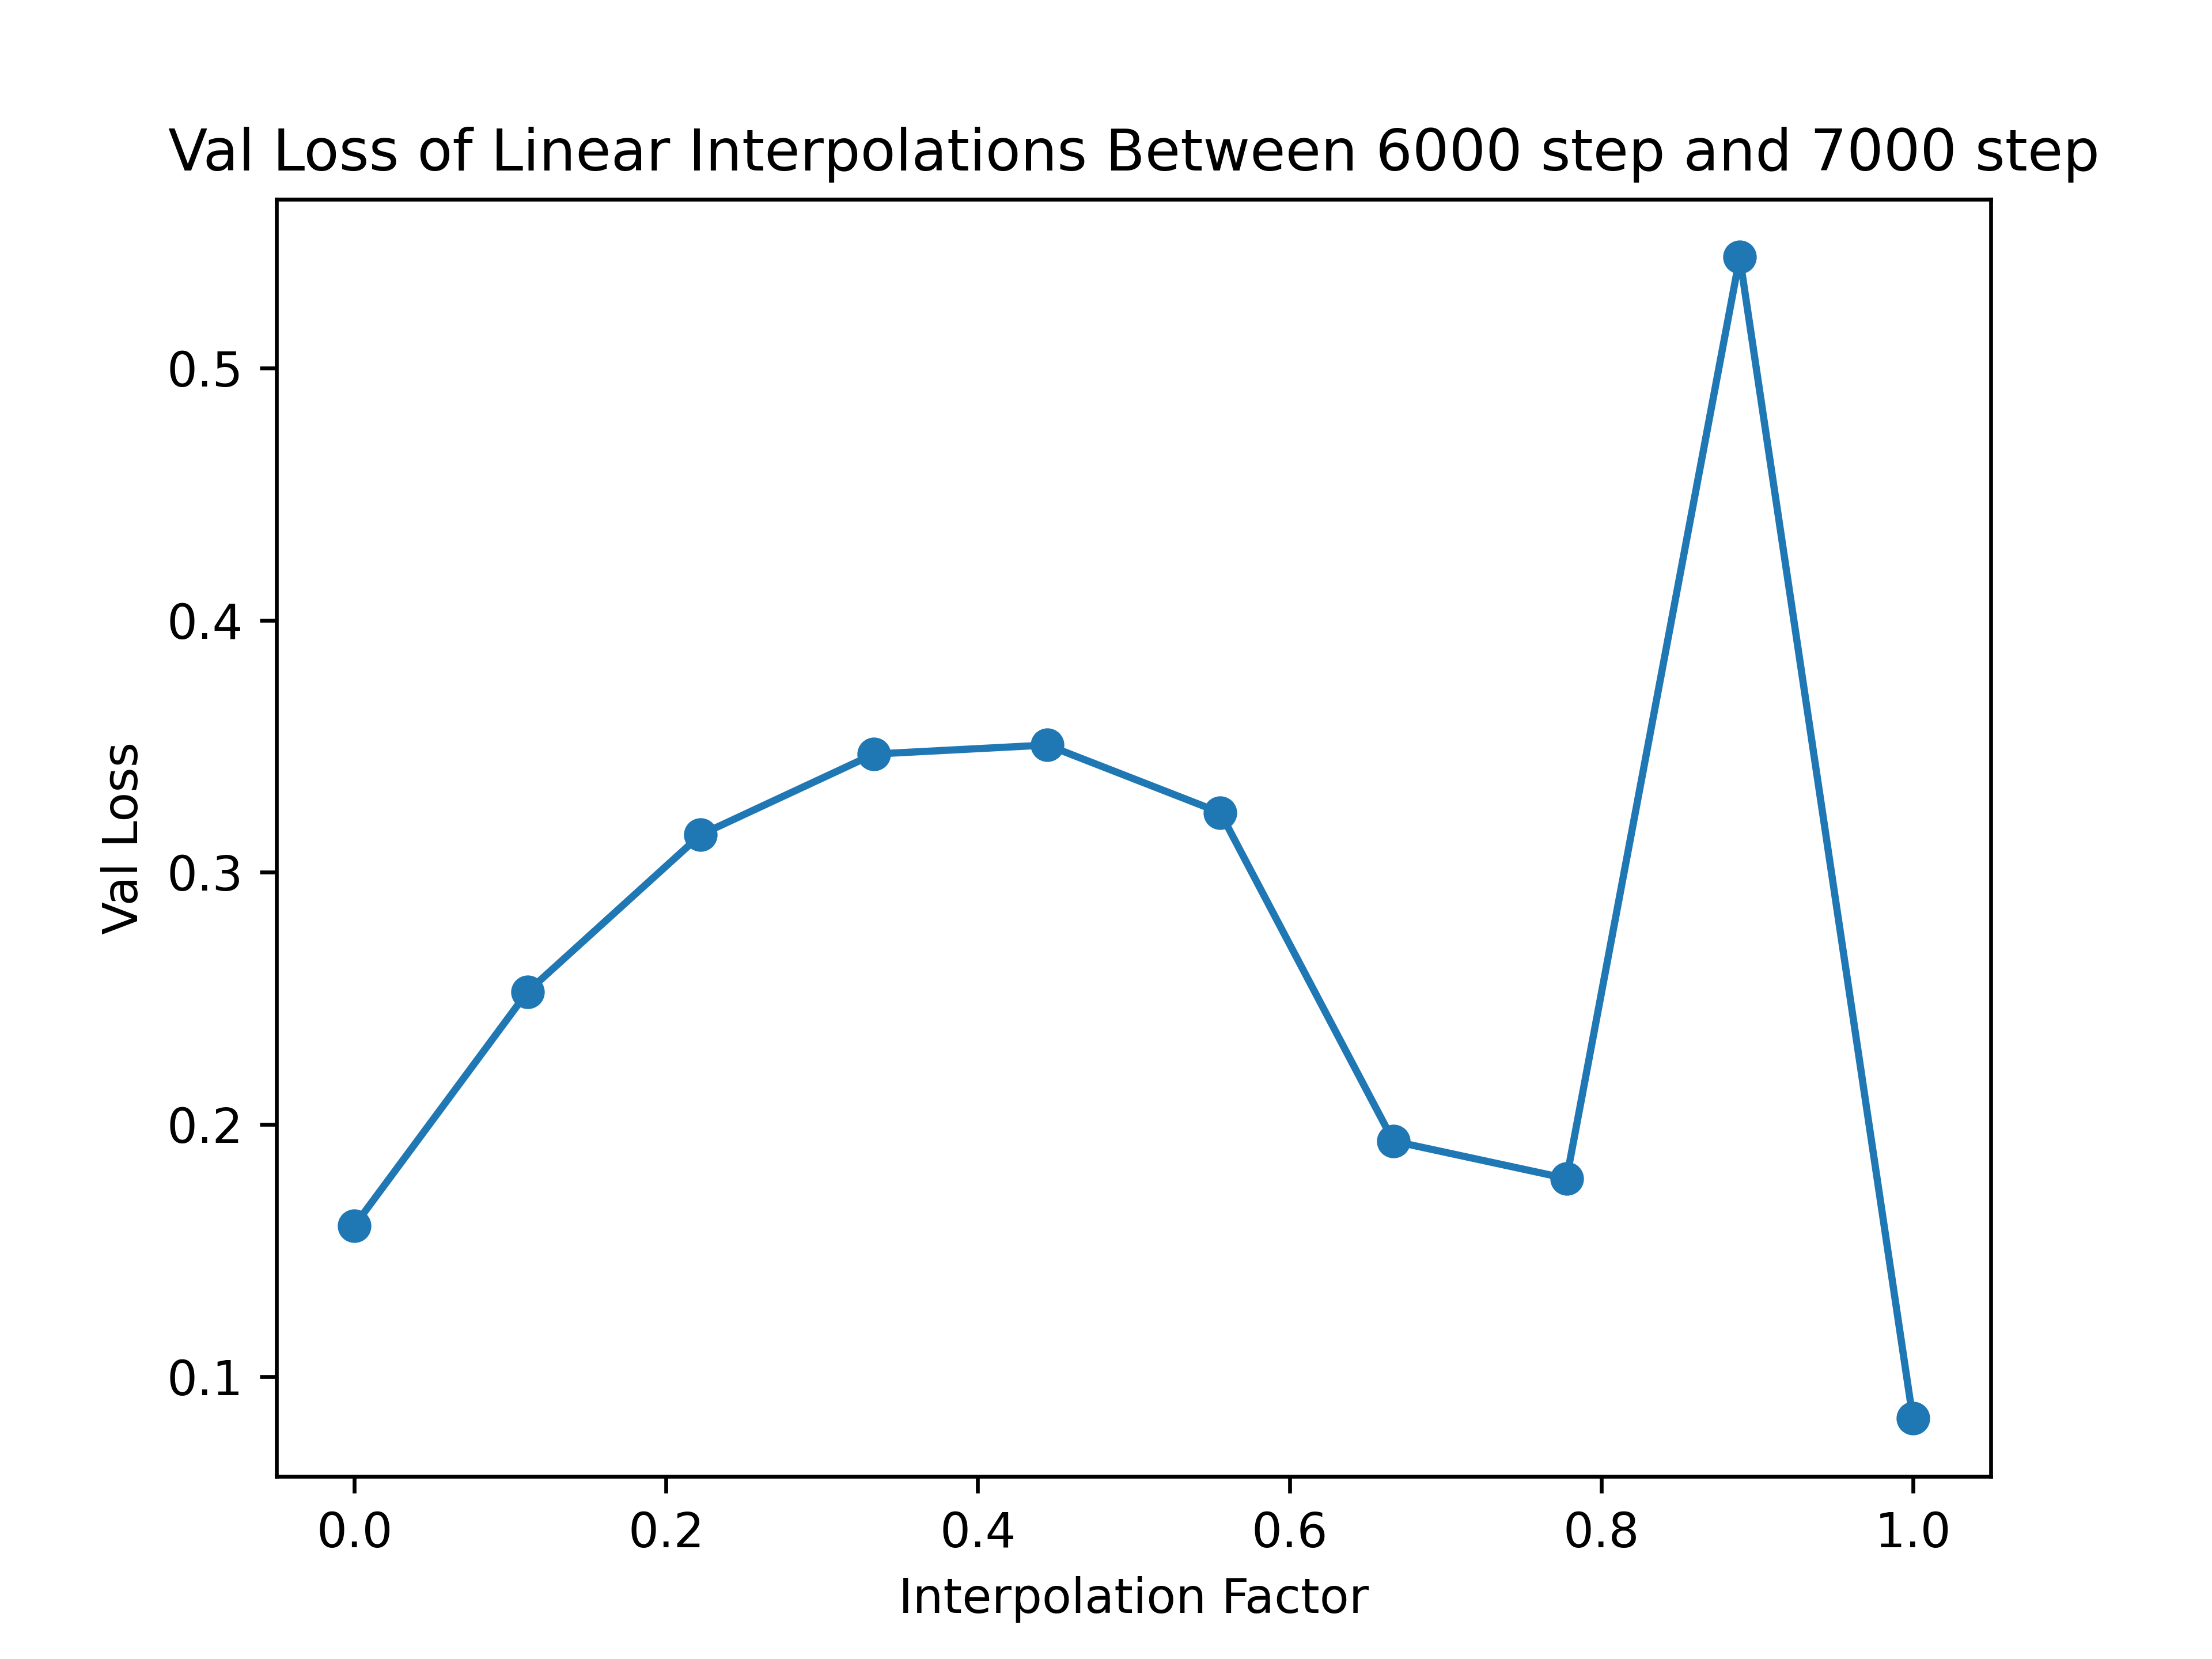 Val Loss of Linear Interpolations Between 6000 step and 7000 step
0.5
0.4
0.3
0.2
0.1
Val Loss
0.0 0.2 0.4 0.6 0.8 1.0
Interpolation Factor